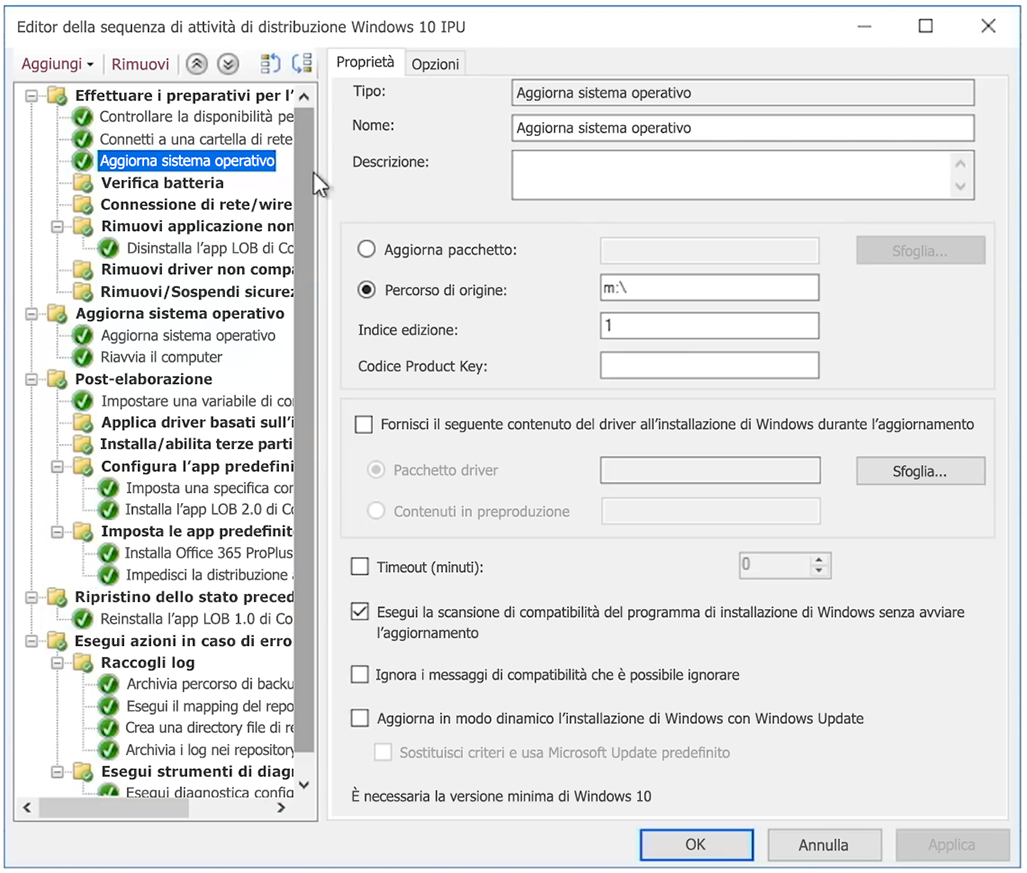 Editor della sequenza di attività di distribuzione Windows 10 IPU
Aggiungi
Rimuovi
Effettuare i preparativi per l'
Controllare la disponibilità pe
Connetti a una cartella di rete
Aggiorna sistema operativo
Verifica batteria
Connessione di rete/wire
Rimuovi applicazione non
Disinstalla l'app LOB di Co
Rimuovi driver non compa
Rimuovi/Sospendi sicurez
Aggiorna sistema operativo
Aggiorna sistema operativo
Riavvia il computer
Post-elaborazione
Impostare una variabile di co
Applica driver basati sull'i
Installa/abilita terze parti
Configura l'app predefini
Imposta una specifica con
Installa l'app LOB 2.0 di Co
Imposta le app predefinit
Installa Office 365 ProPlus
Impedisci la distribuzione
Ripristino dello stato preced
Reinstalla l'app LOB 1.0 di Co
Esegui azioni in caso di erro
Raccogli log
Archivia percorso di backu
Esegui il mapping del repo
Crea una directory file di re
Archivia i log nei repository
Esegui strumenti di diagn
Esegui diagnostica config
Proprietà
Opzioni
Tipo:
Aggiorna sistema operativo
Nome:
Aggiorna sistema operativo
Descrizione:
Aggiorna pacchetto:
Sfoglia...
Percorso di origine:
m:\
Indice edizione:
1
Codice Product Key:
Fornisci il seguente contenuto del driver all'installazione di Windows durante l'aggiornamento
Pacchetto driver
Sfoglia...
Contenuti in preproduzione
Timeout (minuti):
0
Esegui la scansione di compatibilità del programma di installazione di Windows senza avviare
l'aggiornamento
Ignora i messaggi di compatibilità che è possibile ignorare
Aggiorna in modo dinamico l'installazione di Windows con Windows Update
Sostituisci criteri e usa Microsoft Update predefinito
È necessaria la versione minima di Windows 10
OK
Annulla
Applica